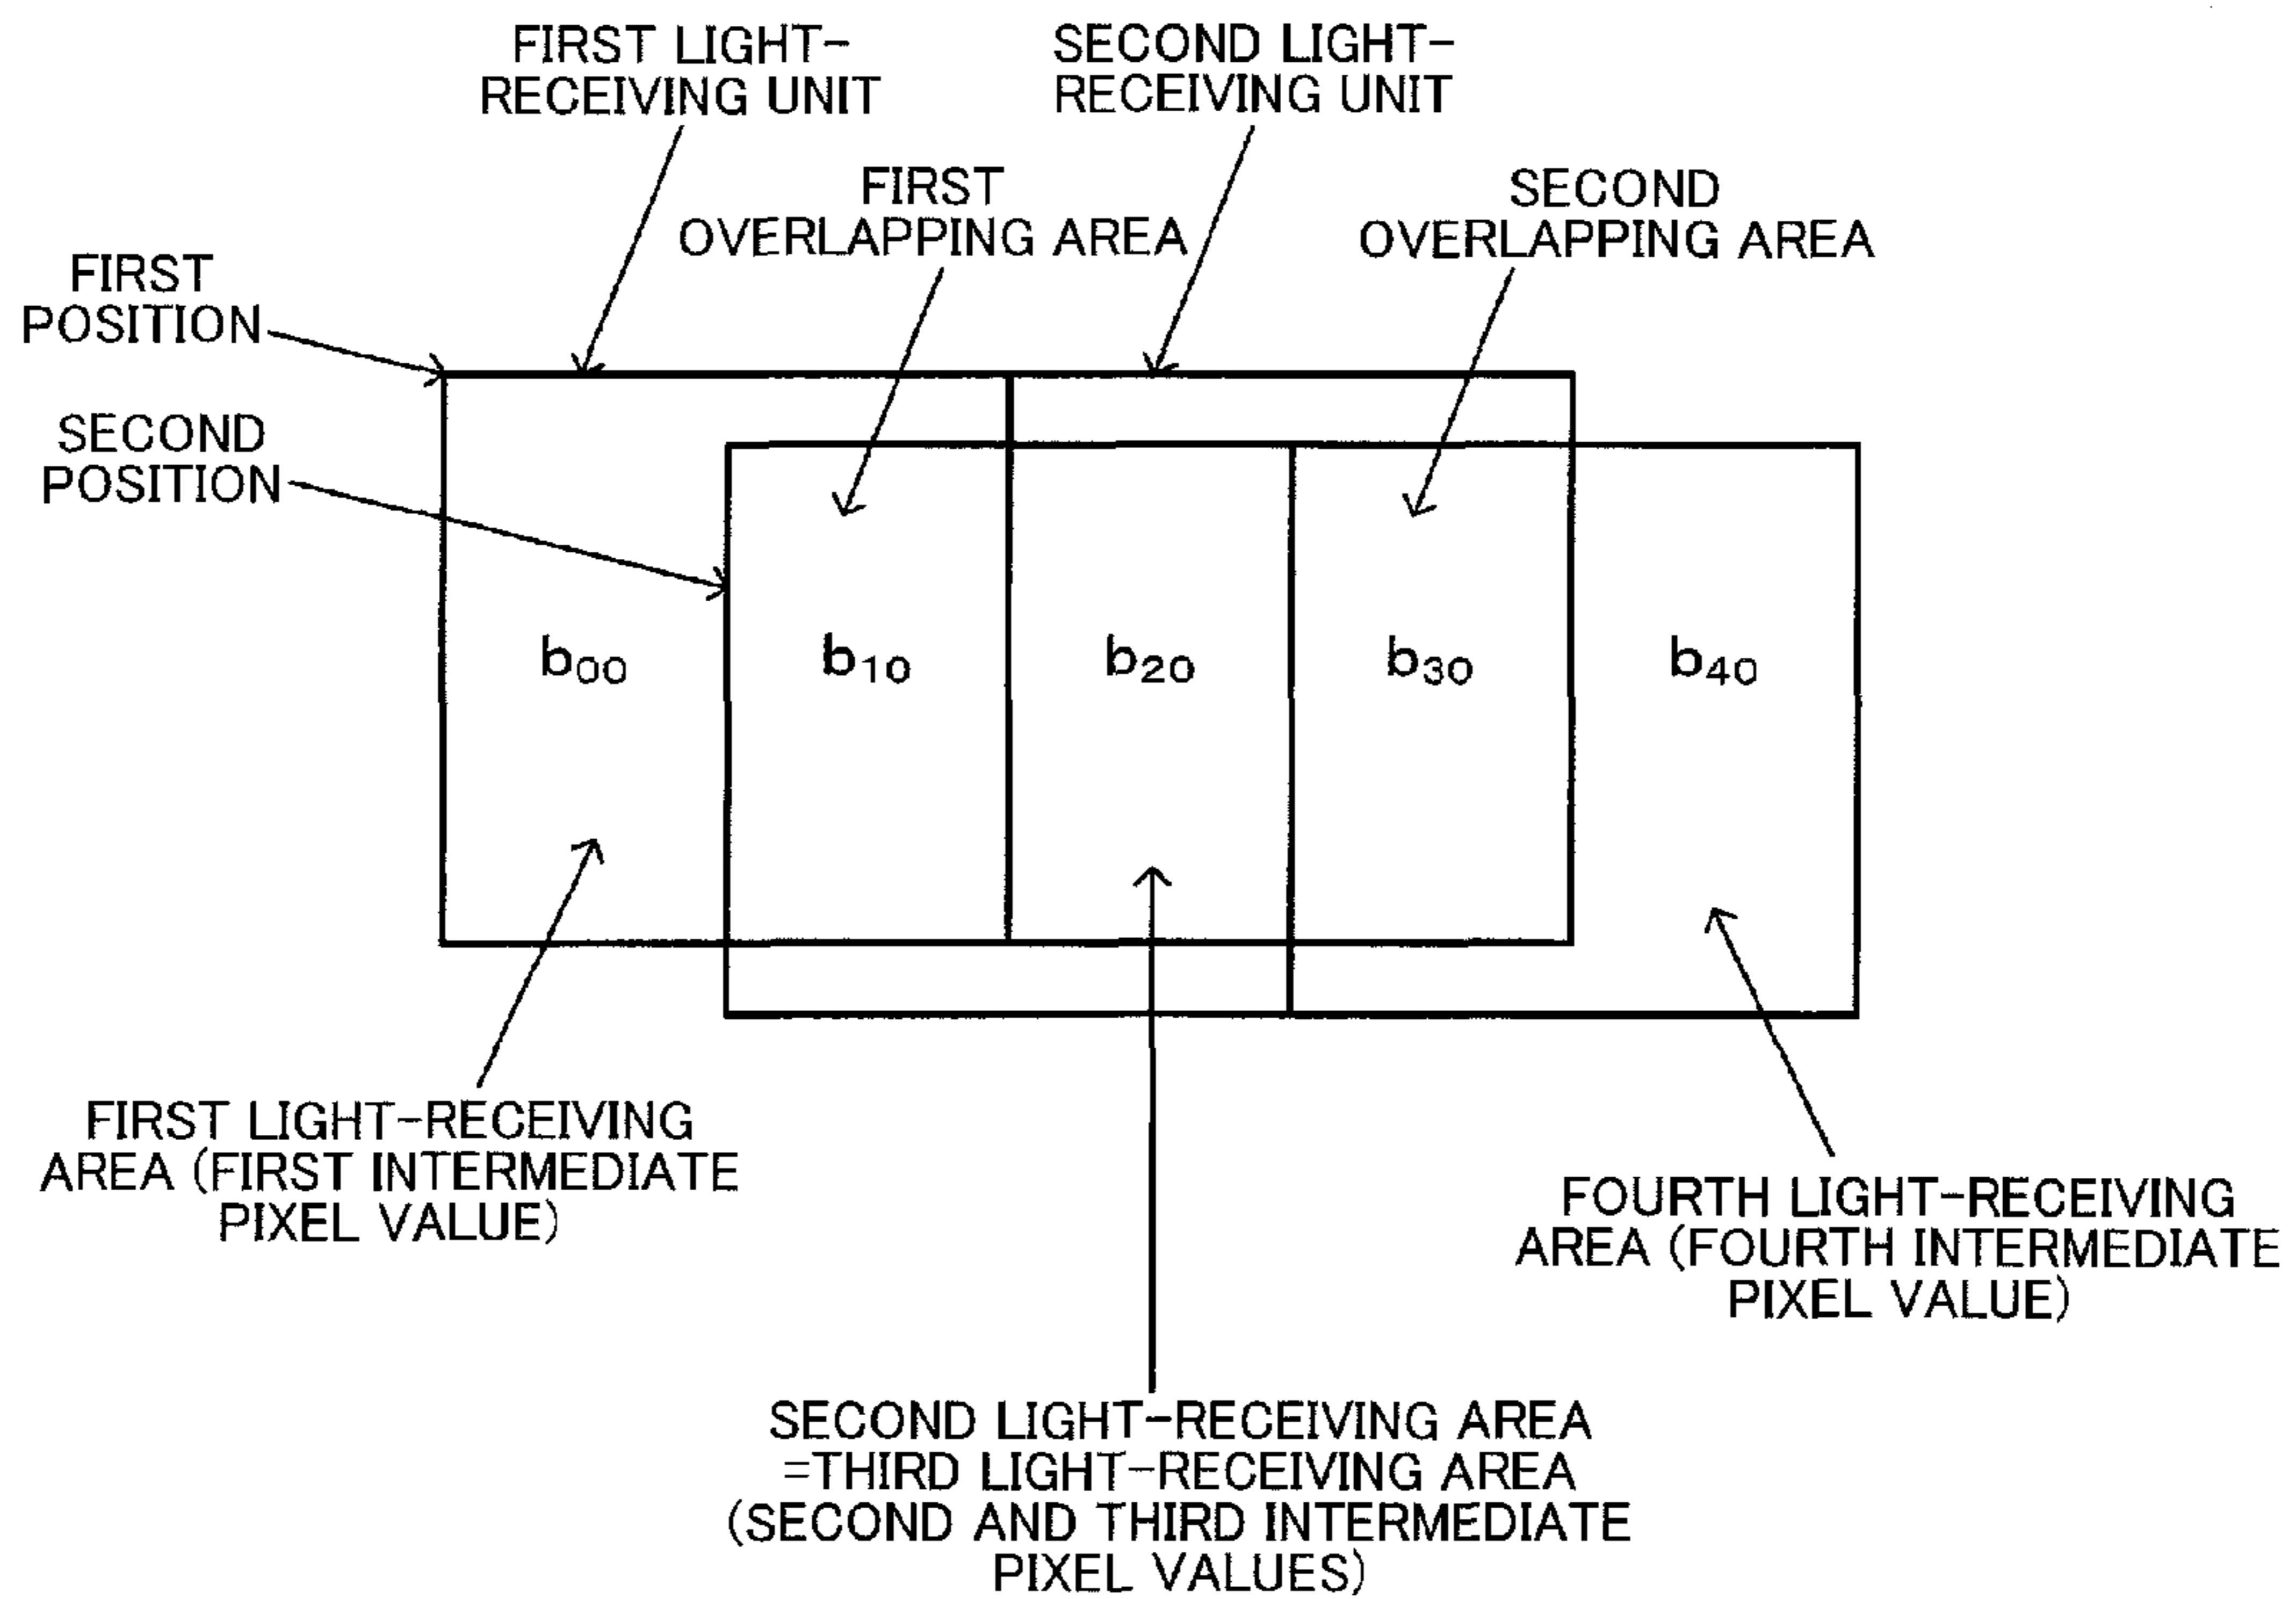 FIRST LIGHT-
RECEIVING UNIT
SECOND LIGHT-
RECEIVING UNIT
FIRST
OVERLAPPING AREA
SECOND
OVERLAPPING AREA
FIRST
POSITION
SECOND
POSITION
b00
b10
b20
b30
b40
FIRST LIGHT-RECEIVING
AREA (FIRST INTERMEDIATE
PIXEL VALUE)
FOURTH LIGHT-RECEIVING
AREA (FOURTH INTERMEDIATE
PIXEL VALUE)
SECOND LIGHT-RECEIVING AREA
=THIRD LIGHT-RECEIVING AREA
(SECOND AND THIRD INTERMEDIATE
PIXEL VALUES)